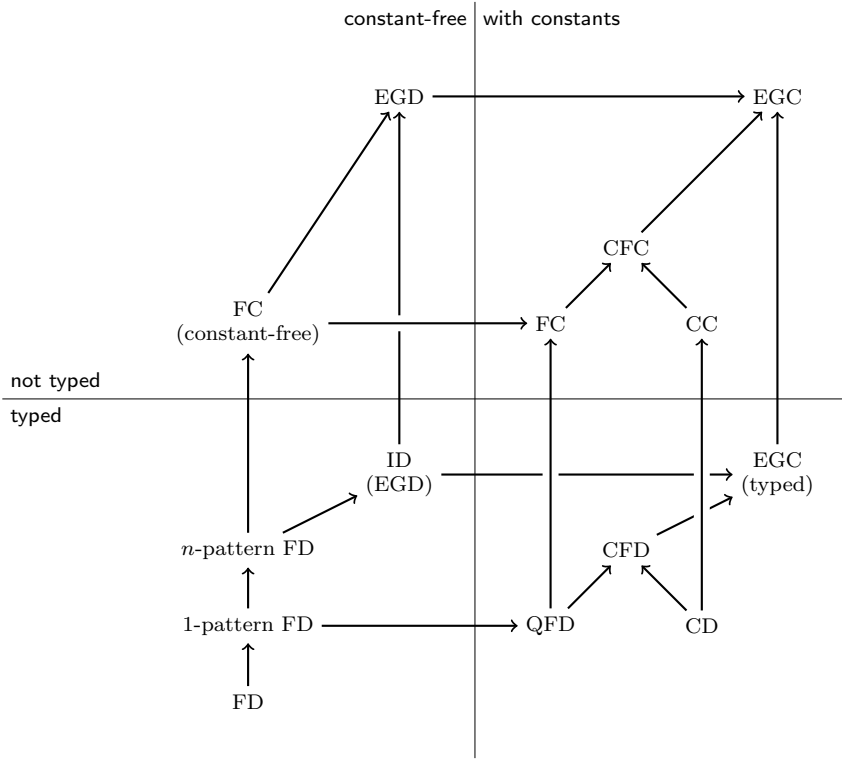 constant-free with constants
EGD EGC
CFC
FC
(constant-free)
FC CC
not typed
typed
ID
(EGD)
EGC
(typed)
n-pattern FD CFD
1-pattern FD QFD CD
FD